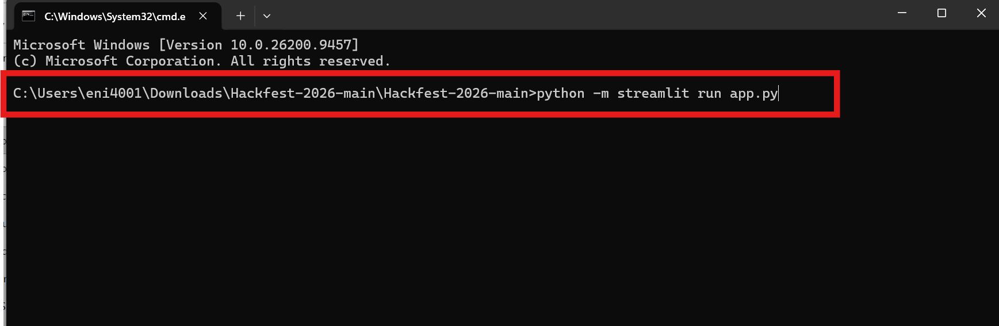 C:\Windows\System32\cmd.e
Microsoft Windows [Version 10.0.26200.9457]
(c) Microsoft Corporation. All rights reserved.
C:\Users\eni4001\Downloads\Hackfest-2026-main\Hackfest-2026-main>python -m streamlit run app.py